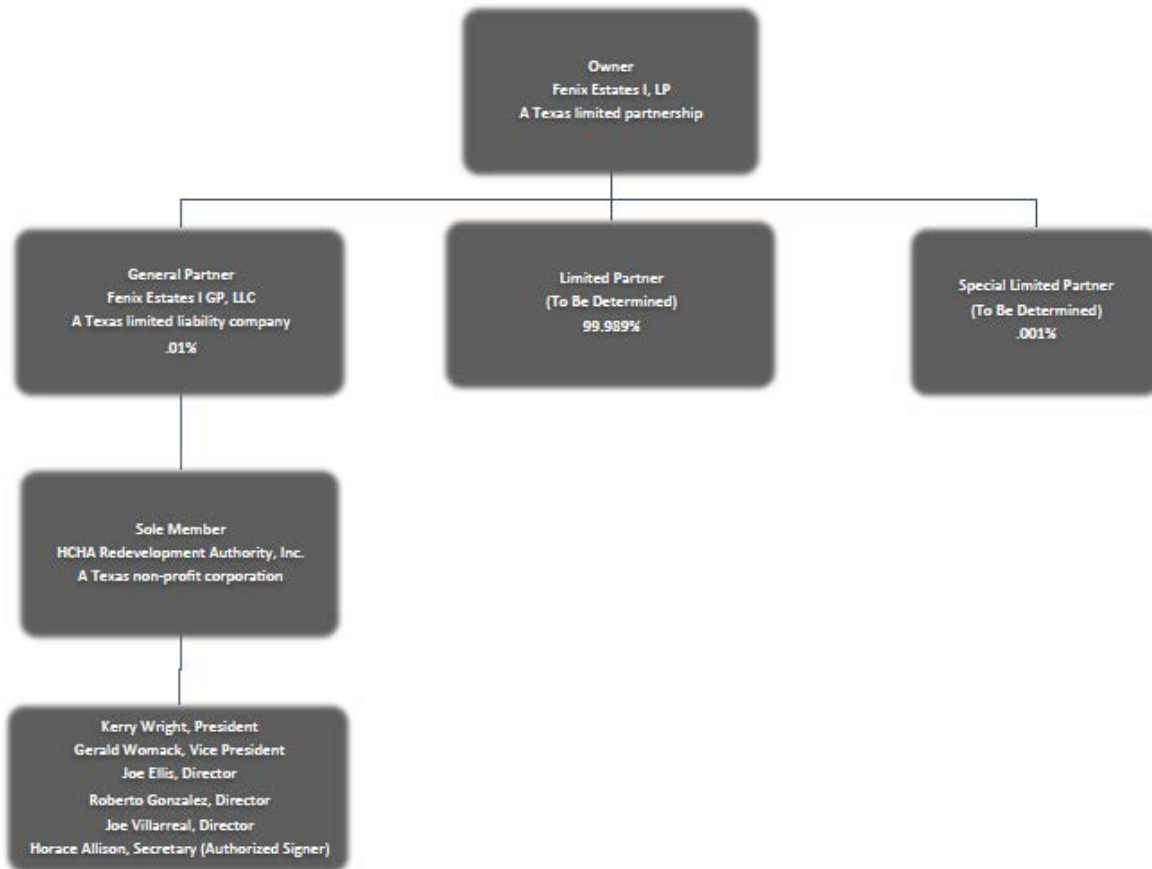 Owner
Fenix Estates I, LP
A Texas limited partnership
General Partner
Fenix Estates I GP, LLC
A Texas limited liability company
.01%
Limited Partner
(To Be Determined)
99.989%
Special Limited Partner
(To Be Determined)
.001%
Sole Member
HCHA Redevelopment Authority, Inc.
A Texas non-profit corporation
Kerry Wright, President
Gerald Womack, Vice President
Joe Ellis, Director
Roberto Gonzalez, Director
Joe Villarreal, Director
Horace Allison, Secretary (Authorized Signer)